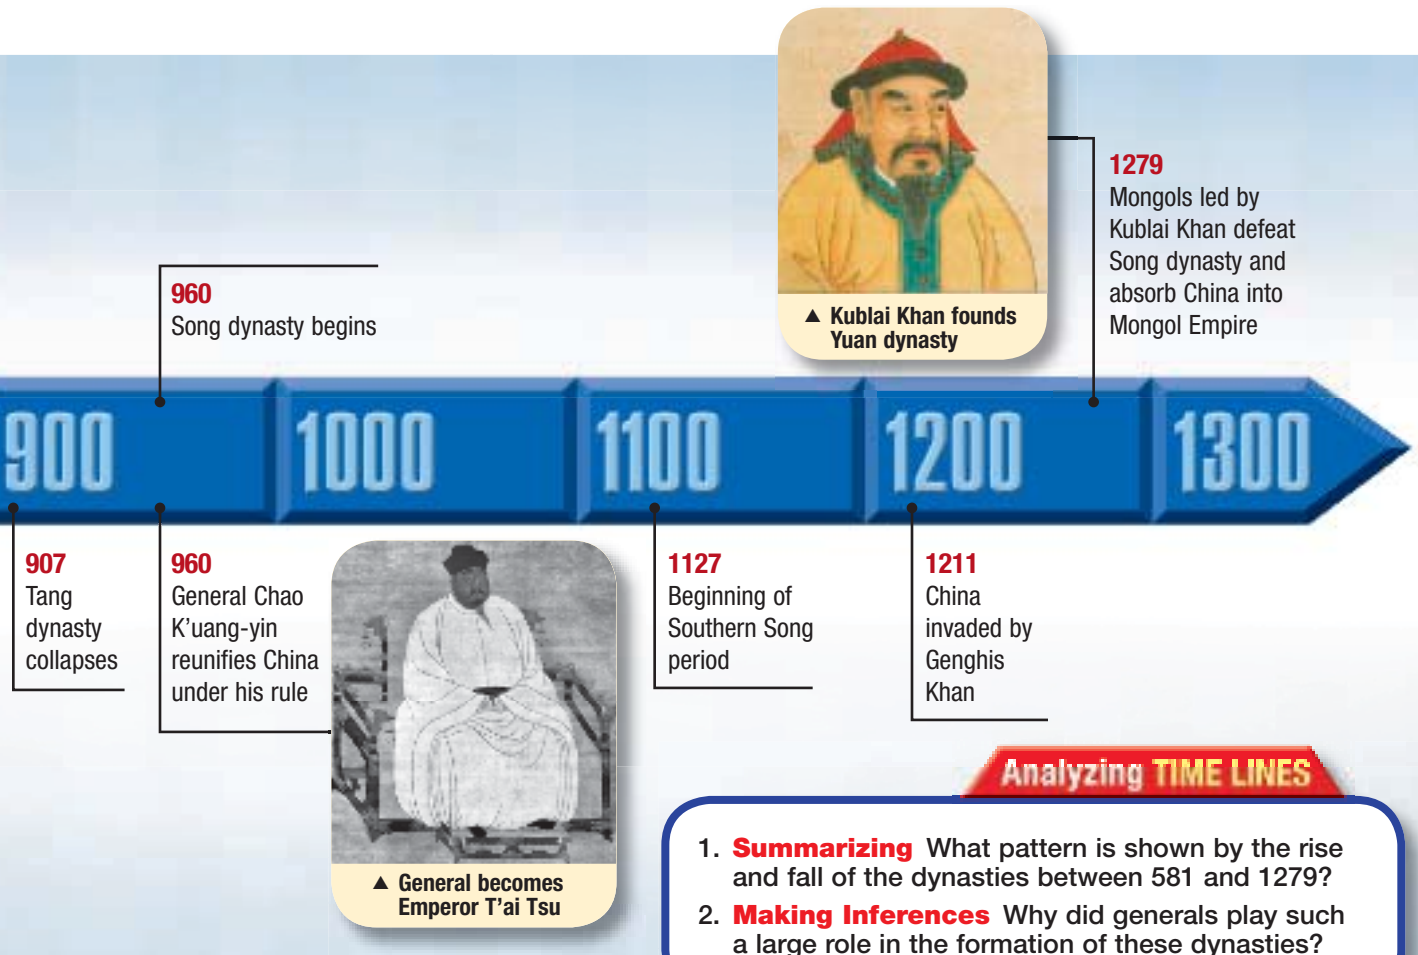 1279
Mongols led by
Kublai Khan defeat
Song dynasty and
absorb China into
Mongol Empire
▲ Kublai Khan founds
Yuan dynasty
960
Song dynasty begins
900
1000
1100
1200
1300
907
Tang
dynasty
collapses
960
General Chao
K'uang-yin
reunifies China
under his rule
▲ General becomes
Emperor T'ai Tsu
1127
Beginning of
Southern Song
period
1211
China
invaded by
Genghis
Khan
Analyzing TIME LINES
1. Summarizing What pattern is shown by the rise
and fall of the dynasties between 581 and 1279?
2. Making Inferences Why did generals play such
a large role in the formation of these dynasties?